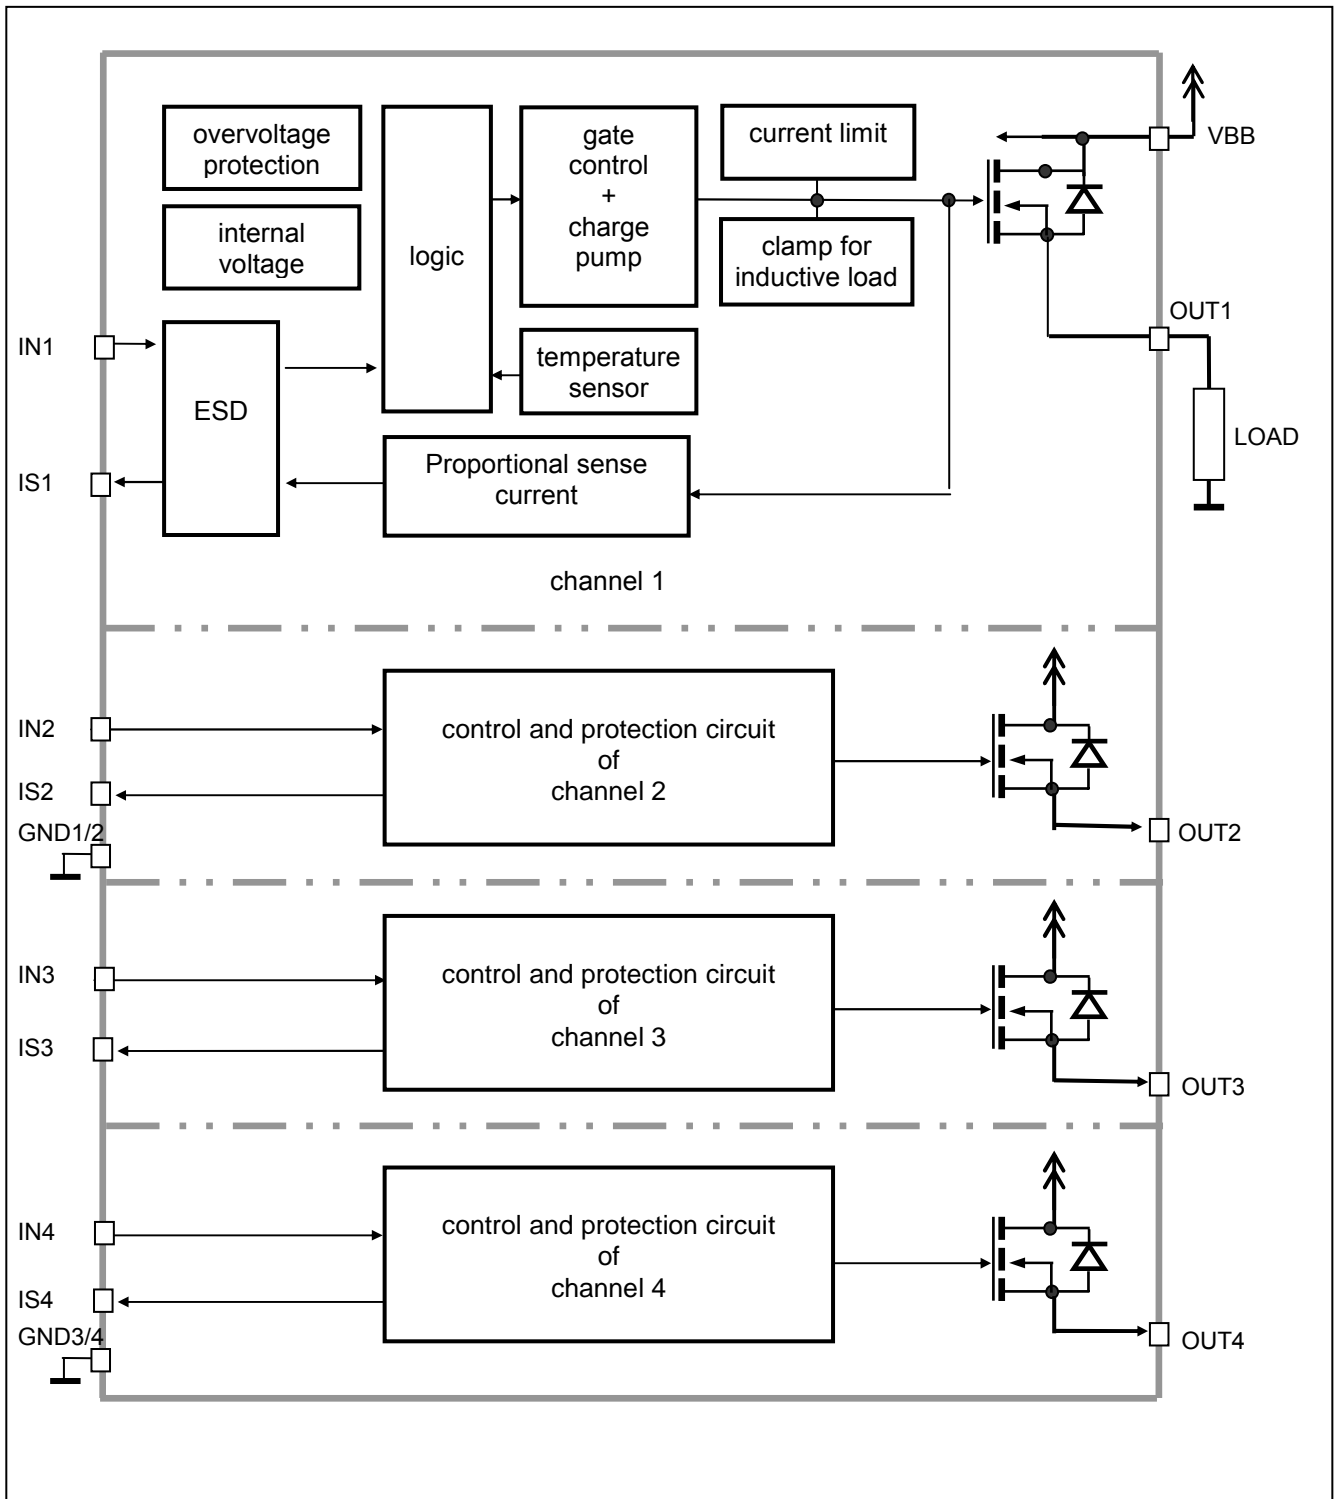 overvoltage
protection
internal
voltage
logic
gate
control
+
charge
pump
current limit
clamp for
inductive load
VBB
OUT1
LOAD
IN1
ESD
temperature
sensor
IS1
Proportional sense
current
channel 1
IN2
IS2
GND1/2
control and protection circuit
of
channel 2
OUT2
IN3
IS3
control and protection circuit
of
channel 3
OUT3
IN4
IS4
GND3/4
control and protection circuit
of
channel 4
OUT4